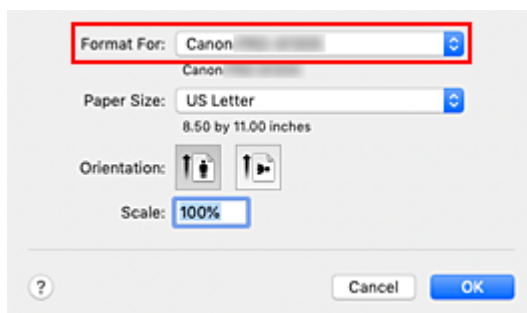 Format For: Canon
Canon
Paper Size: US Letter
8.50 by 11.00 inches
Orientation:
Scale: 100%
? Cancel OK